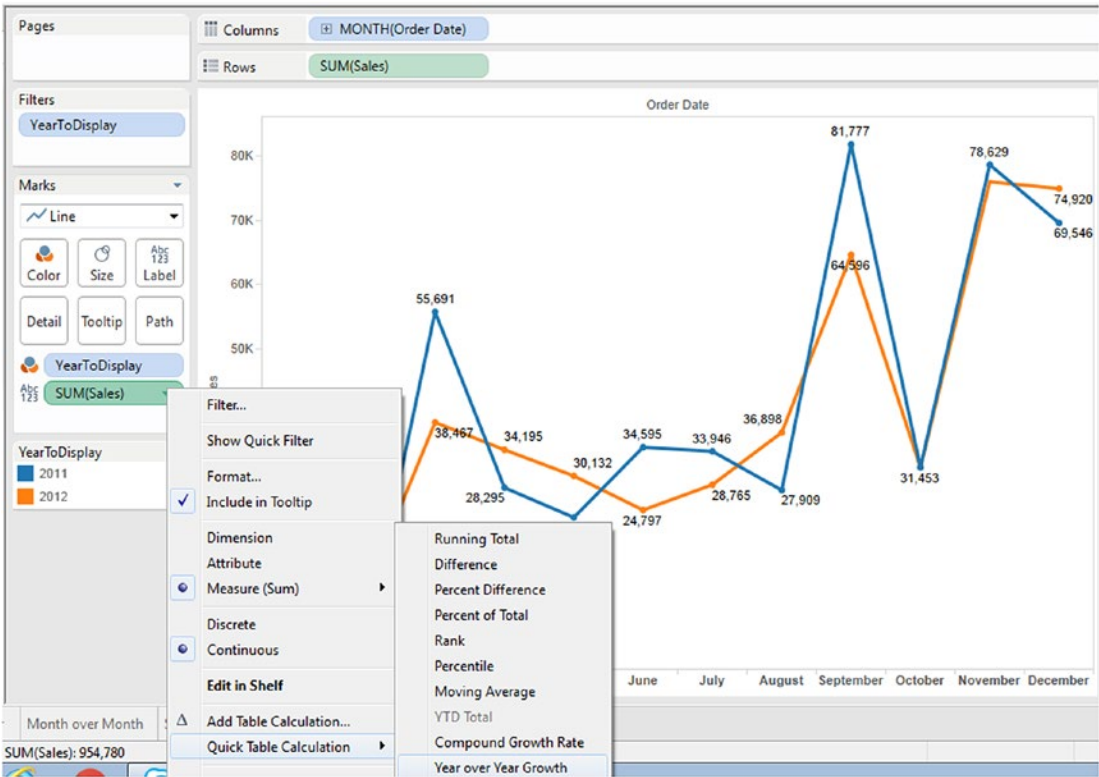 Pages
Columns
MONTH(Order Date)
Rows
SUM(Sales)
Filters
YearToDisplay
Marks
Line
Color
Size
Abc
123
Label
Detail
Tooltip
Path
YearToDisplay
Abc
123
SUM(Sales)
YearToDisplay
2011
2012
Order Date
80K
70K
60K
50K
81,777
78,629
74,920
69,546
64,596
55,691
38,467
34,195
30,132
28,295
34,595
33,946
36,898
24,797
28,765
27,909
31,453
June July August September October November December
Filter...
Show Quick Filter
Format...
Include in Tooltip
Dimension
Attribute
Measure (Sum)
Discrete
Continuous
Edit in Shelf
Δ Add Table Calculation...
Quick Table Calculation
Running Total
Difference
Percent Difference
Percent of Total
Rank
Percentile
Moving Average
YTD Total
Compound Growth Rate
Year over Year Growth
Month over Month
SUM(Sales): 954,780